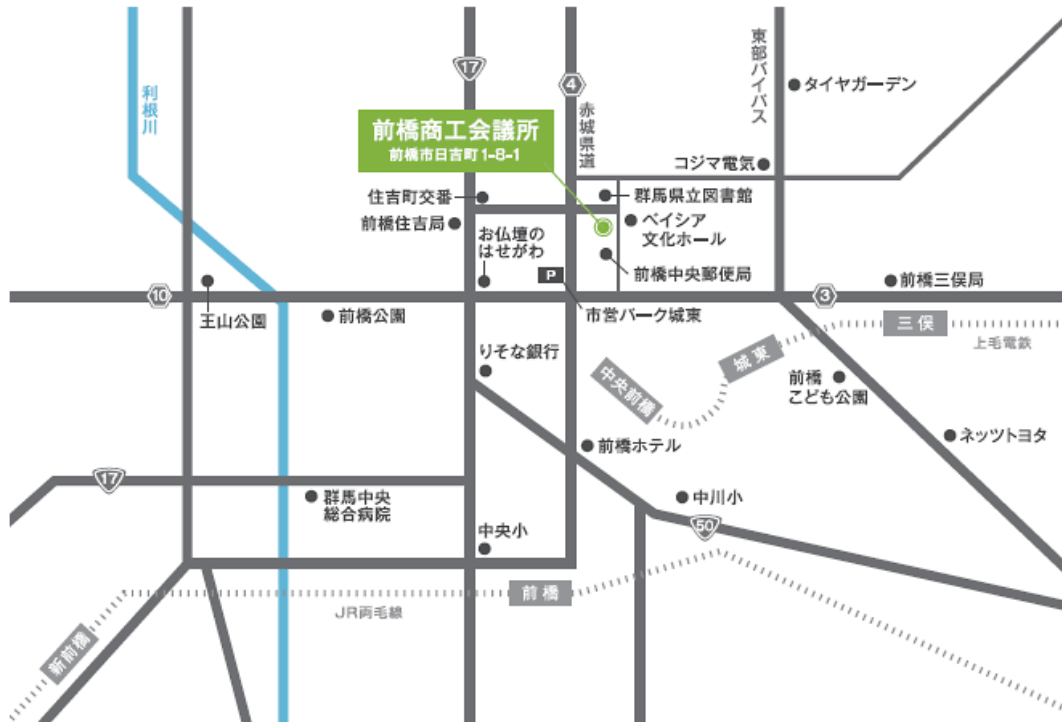 17
4
東部バイパス
タイヤガーデン
利根川
赤城県道
前橋商工会議所
前橋市日吉町1-8-1
コジマ電気
住吉町交番
群馬県立図書館
前橋住吉局
お仏壇の
はせがわ
ベイシア
文化ホール
P
前橋中央郵便局
前橋三俣局
10
3
王山公園
前橋公園
市営パーク城東
三俣
上毛電鉄
りそな銀行
城東
中央前橋
前橋
こども公園
前橋ホテル
ネッツトヨタ
17
群馬中央
総合病院
中川小
50
中央小
前橋
JR両毛線
新前橋